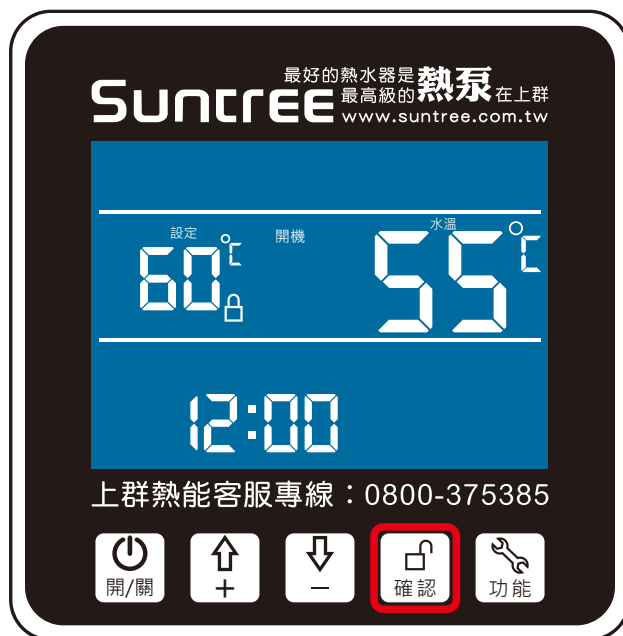 最好的熱水器是
Suntree 最高級的熱泵在上群
www.suntree.com.tw
設定 開機 水溫
60℃ 55℃
12:00
上群熱能客服專線：0800-375385
開/關 + － 確認 功能